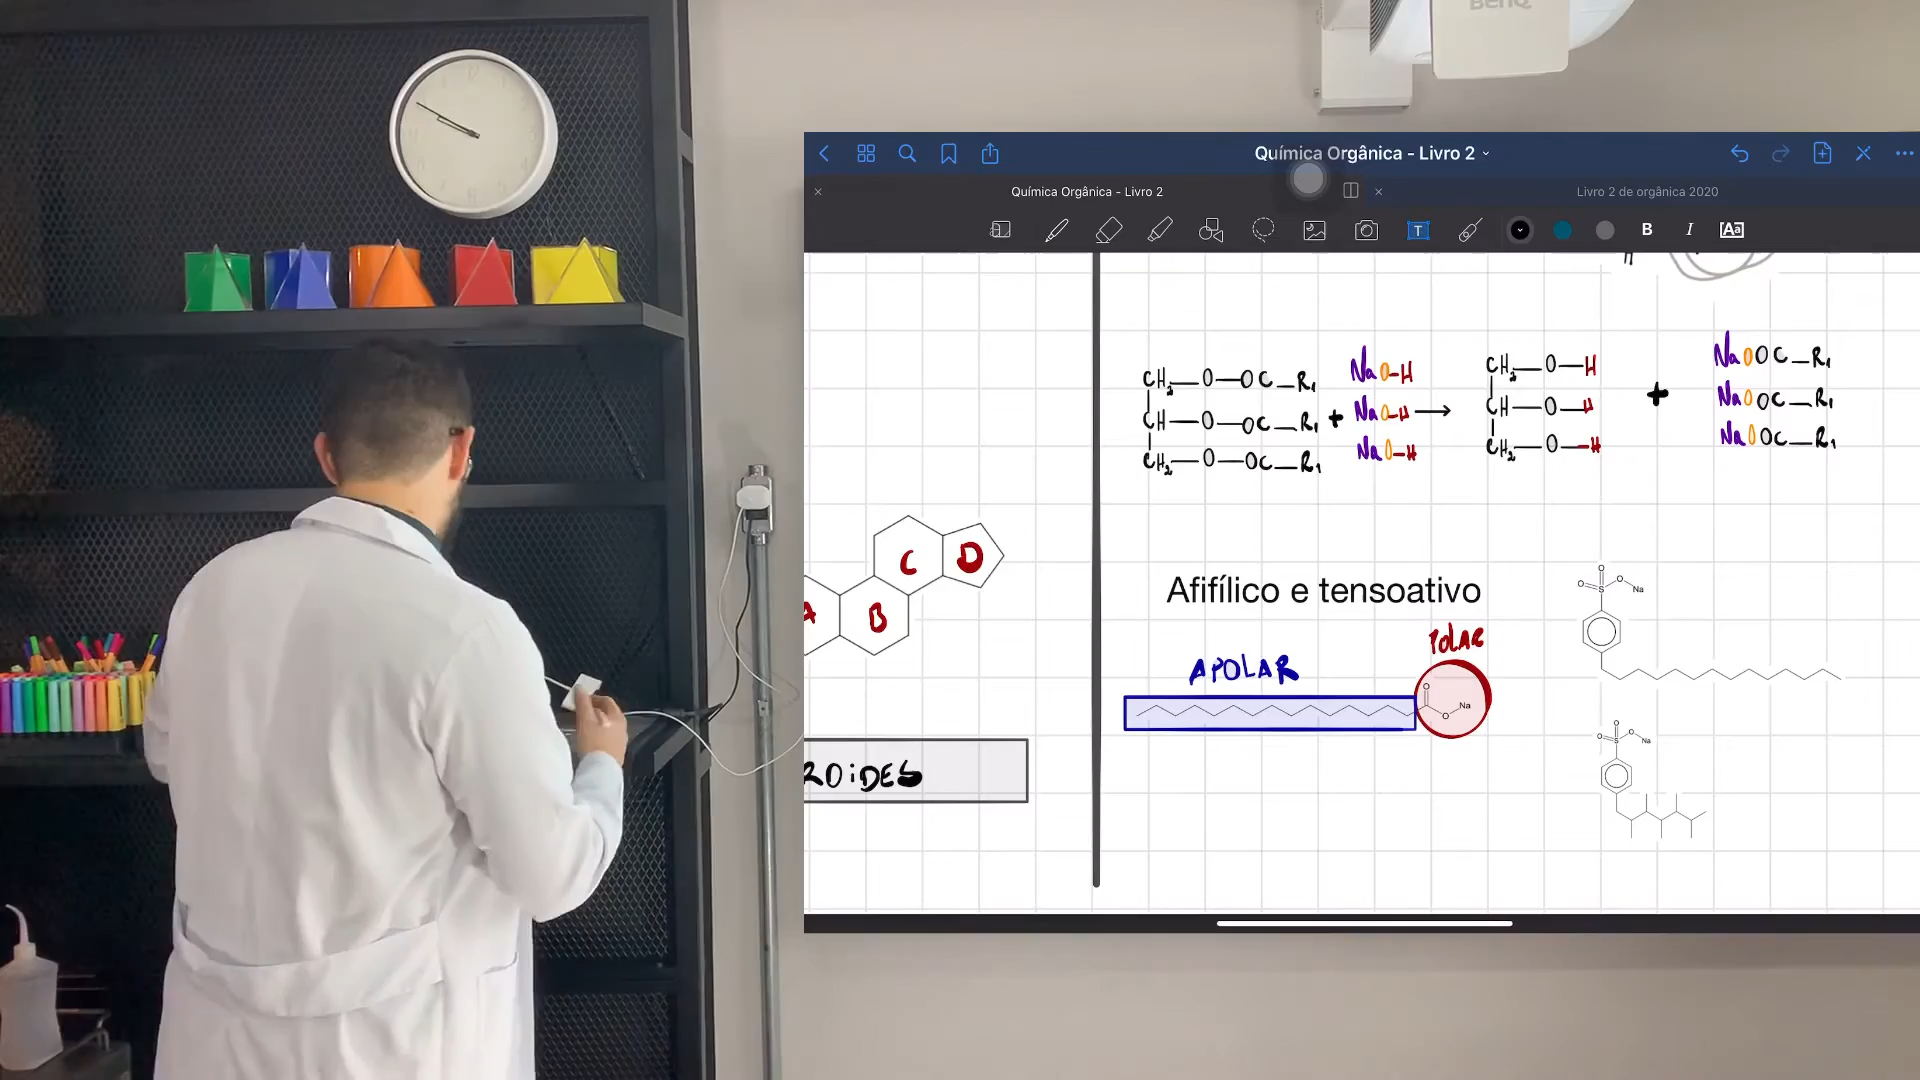 BenQ
Química Orgânica - Livro 2
Química Orgânica - Livro 2
Livro 2 de orgânica 2020
T
B I Aa
H
CH₂—O—OC—R₁
CH—O—OC—R₁
CH₂—O—OC—R₁
+
NaO-H
NaO-H
NaO-H
CH₂—O—H
CH—O—H
CH₂—O—H
+
NaOOC—R₁
NaOOC—R₁
NaOOC—R₁
C D
A B
ROiDES
Afifílico e tensoativo
POLAR
APOLAR
O
O Na
O
O S O Na
O
O S O Na